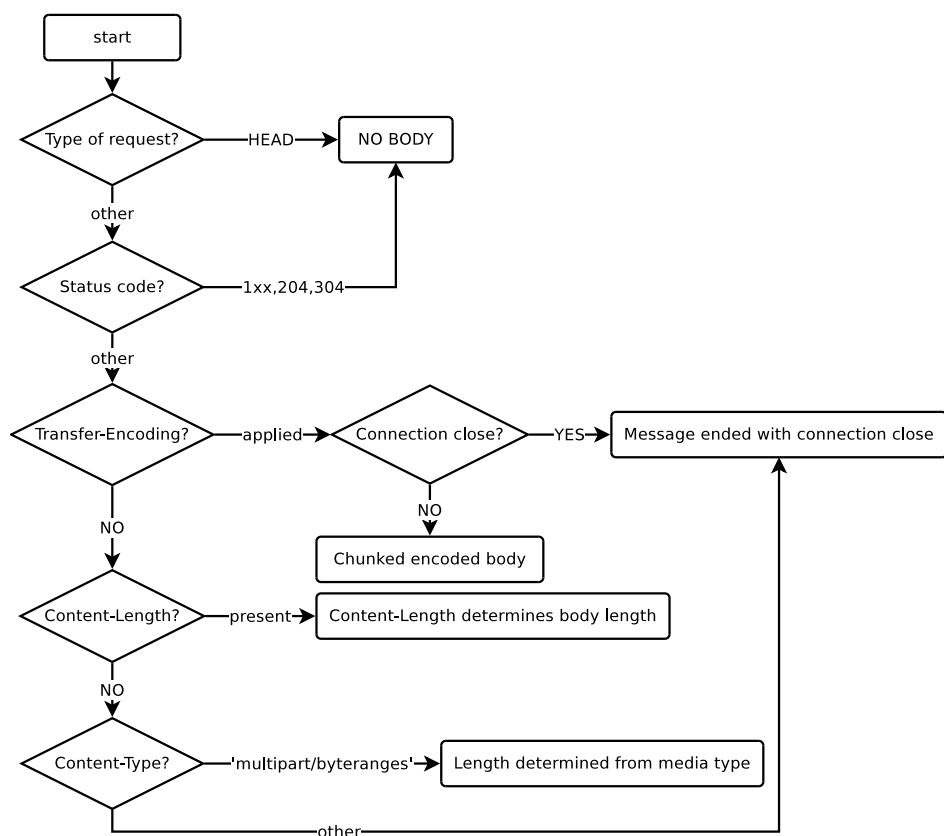 start
Type of request?
HEAD
NO BODY
other
Status code?
1xx,204,304
other
Transfer-Encoding?
applied
Connection close?
YES
Message ended with connection close
NO
NO
Chunked encoded body
Content-Length?
present
Content-Length determines body length
NO
Content-Type?
'multipart/byteranges'
Length determined from media type
other